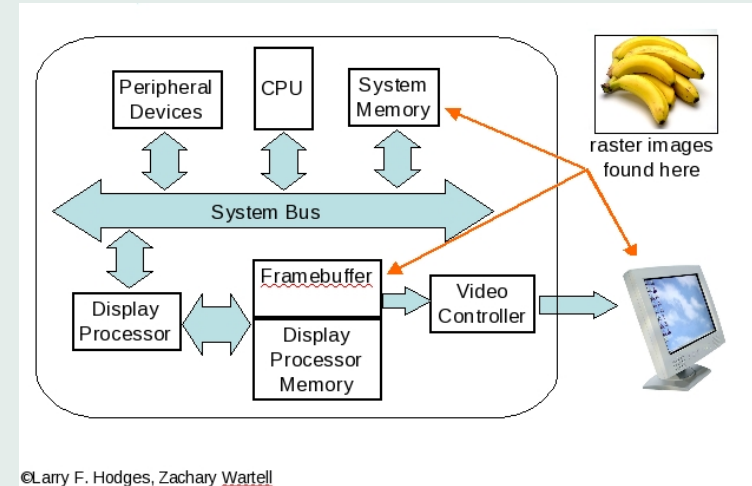 Peripheral
Devices
CPU
System
Memory
raster images
found here
System Bus
Framebuffer
Display
Processor
Display
Processor
Memory
Video
Controller
©Larry F. Hodges, Zachary Wartell